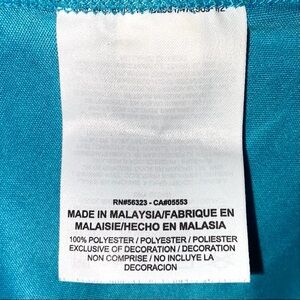 RN#56323 - CA#05553
MADE IN MALAYSIA/FABRIQUE EN
MALAISIE/HECHO EN MALASIA
100% POLYESTER / POLYESTER / POLIESTER
EXCLUSIVE OF DECORATION / DECORATION
NON COMPRISE / NO INCLUYE LA
DECORACION